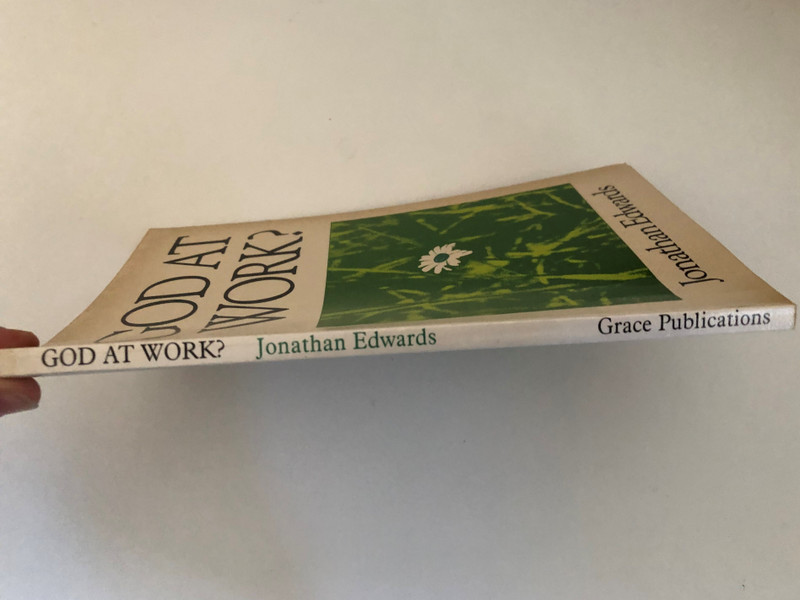 GOD AT
WORK?
Jonathan Edwards
GOD AT WORK? Jonathan Edwards Grace Publications